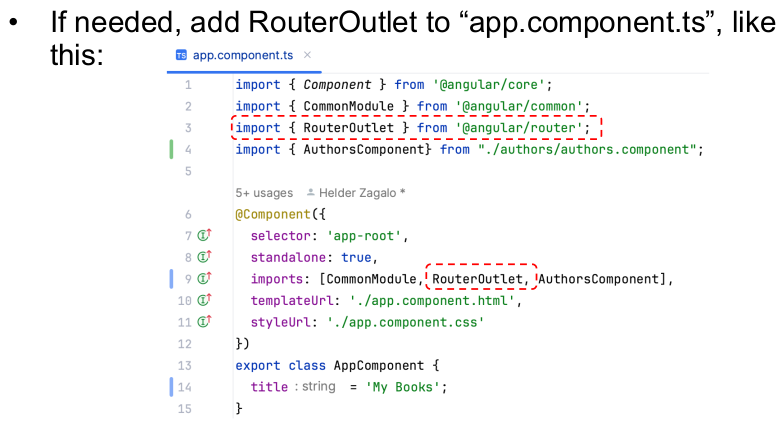 • If needed, add RouterOutlet to “app.component.ts”, like
this:
TS app.component.ts ×
1 import { Component } from '@angular/core';
2 import { CommonModule } from '@angular/common';
3 import { RouterOutlet } from '@angular/router';
4 import { AuthorsComponent} from "./authors/authors.component";
5
5+ usages Helder Zagalo *
6 @Component({
7 selector: 'app-root',
8 standalone: true,
9 imports: [CommonModule, RouterOutlet, AuthorsComponent],
10 templateUrl: './app.component.html',
11 styleUrl: './app.component.css'
12 })
13 export class AppComponent {
14 title : string = 'My Books';
15 }